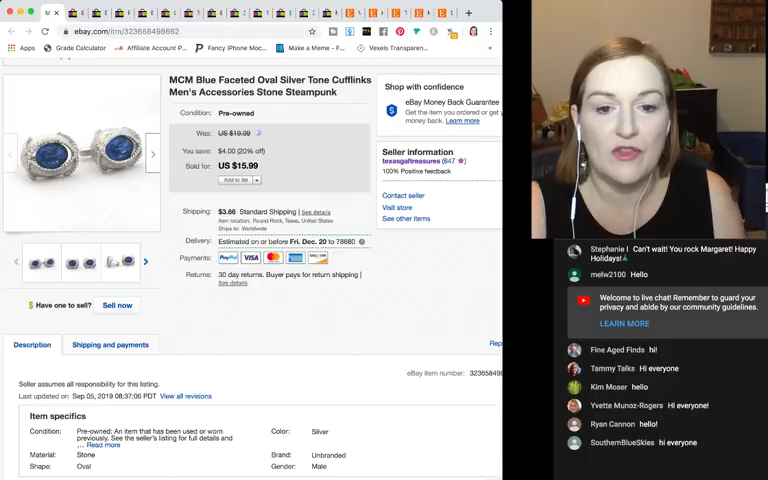 M
ebay.com/itm/323658498662
Apps
Grade Calculator
Affiliate Account P...
Fancy iPhone Moc...
Make a Meme - F...
Vexels Transparen...
MCM Blue Faceted Oval Silver Tone Cufflinks
Men's Accessories Stone Steampunk
Condition: Pre-owned
Was: US $19.99
You save: $4.00 (20% off)
Sold for: US $15.99
Add to list
Shipping: $3.66 Standard Shipping | See details
Item location: Round Rock, Texas, United States
Ships to: Worldwide
Delivery: Estimated on or before Fri. Dec. 20 to 78680
Payments: PayPal VISA
Returns: 30 day returns. Buyer pays for return shipping |
See details
Shop with confidence
eBay Money Back Guarantee
Get the item you ordered or get your
money back. Learn more
Seller information
texasgaltreasures (647
100% Positive feedback
Contact seller
Visit store
See other items
$ Have one to sell? Sell now
Description
Shipping and payments
Rep
eBay item number: 323658498
Seller assumes all responsibility for this listing.
Last updated on Sep 05, 2019 08:37:06 PDT View all revisions
Item specifics
Condition: Pre-owned: An item that has been used or worn
previously. See the seller's listing for full details and
... Read more
Color: Silver
Material: Stone
Brand: Unbranded
Shape: Oval
Gender: Male
Stephanie I Can't wait! You rock Margaret! Happy
Holidays!
melw2100 Hello
Welcome to live chat! Remember to guard your
privacy and abide by our community guidelines.
LEARN MORE
Fine Aged Finds hi!
Tammy Talks Hi everyone
Kim Moser hello
Yvette Munoz-Rogers Hi everyone!
Ryan Cannon hello!
SouthernBlueSkies hi everyone